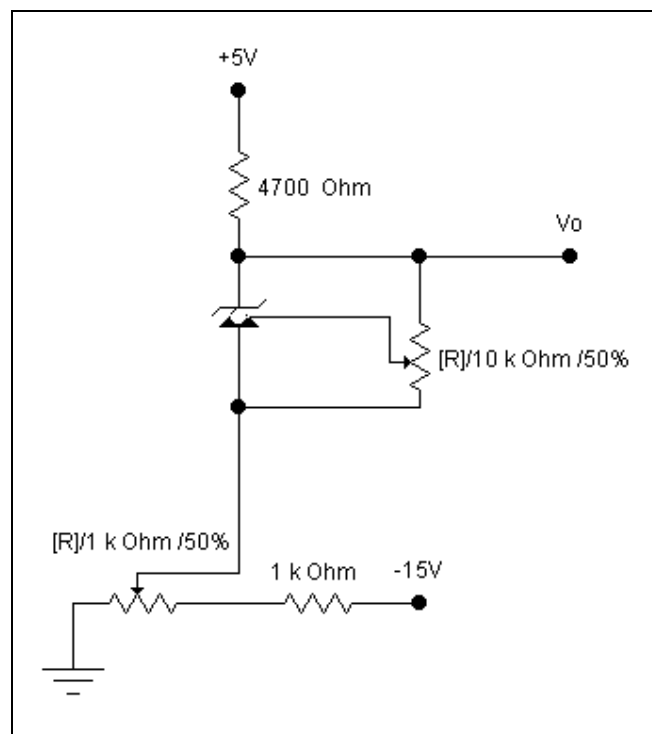 +5V
4700 Ohm
Vo
[R]/10 k Ohm /50%
[R]/1 k Ohm /50%
1 k Ohm
-15V